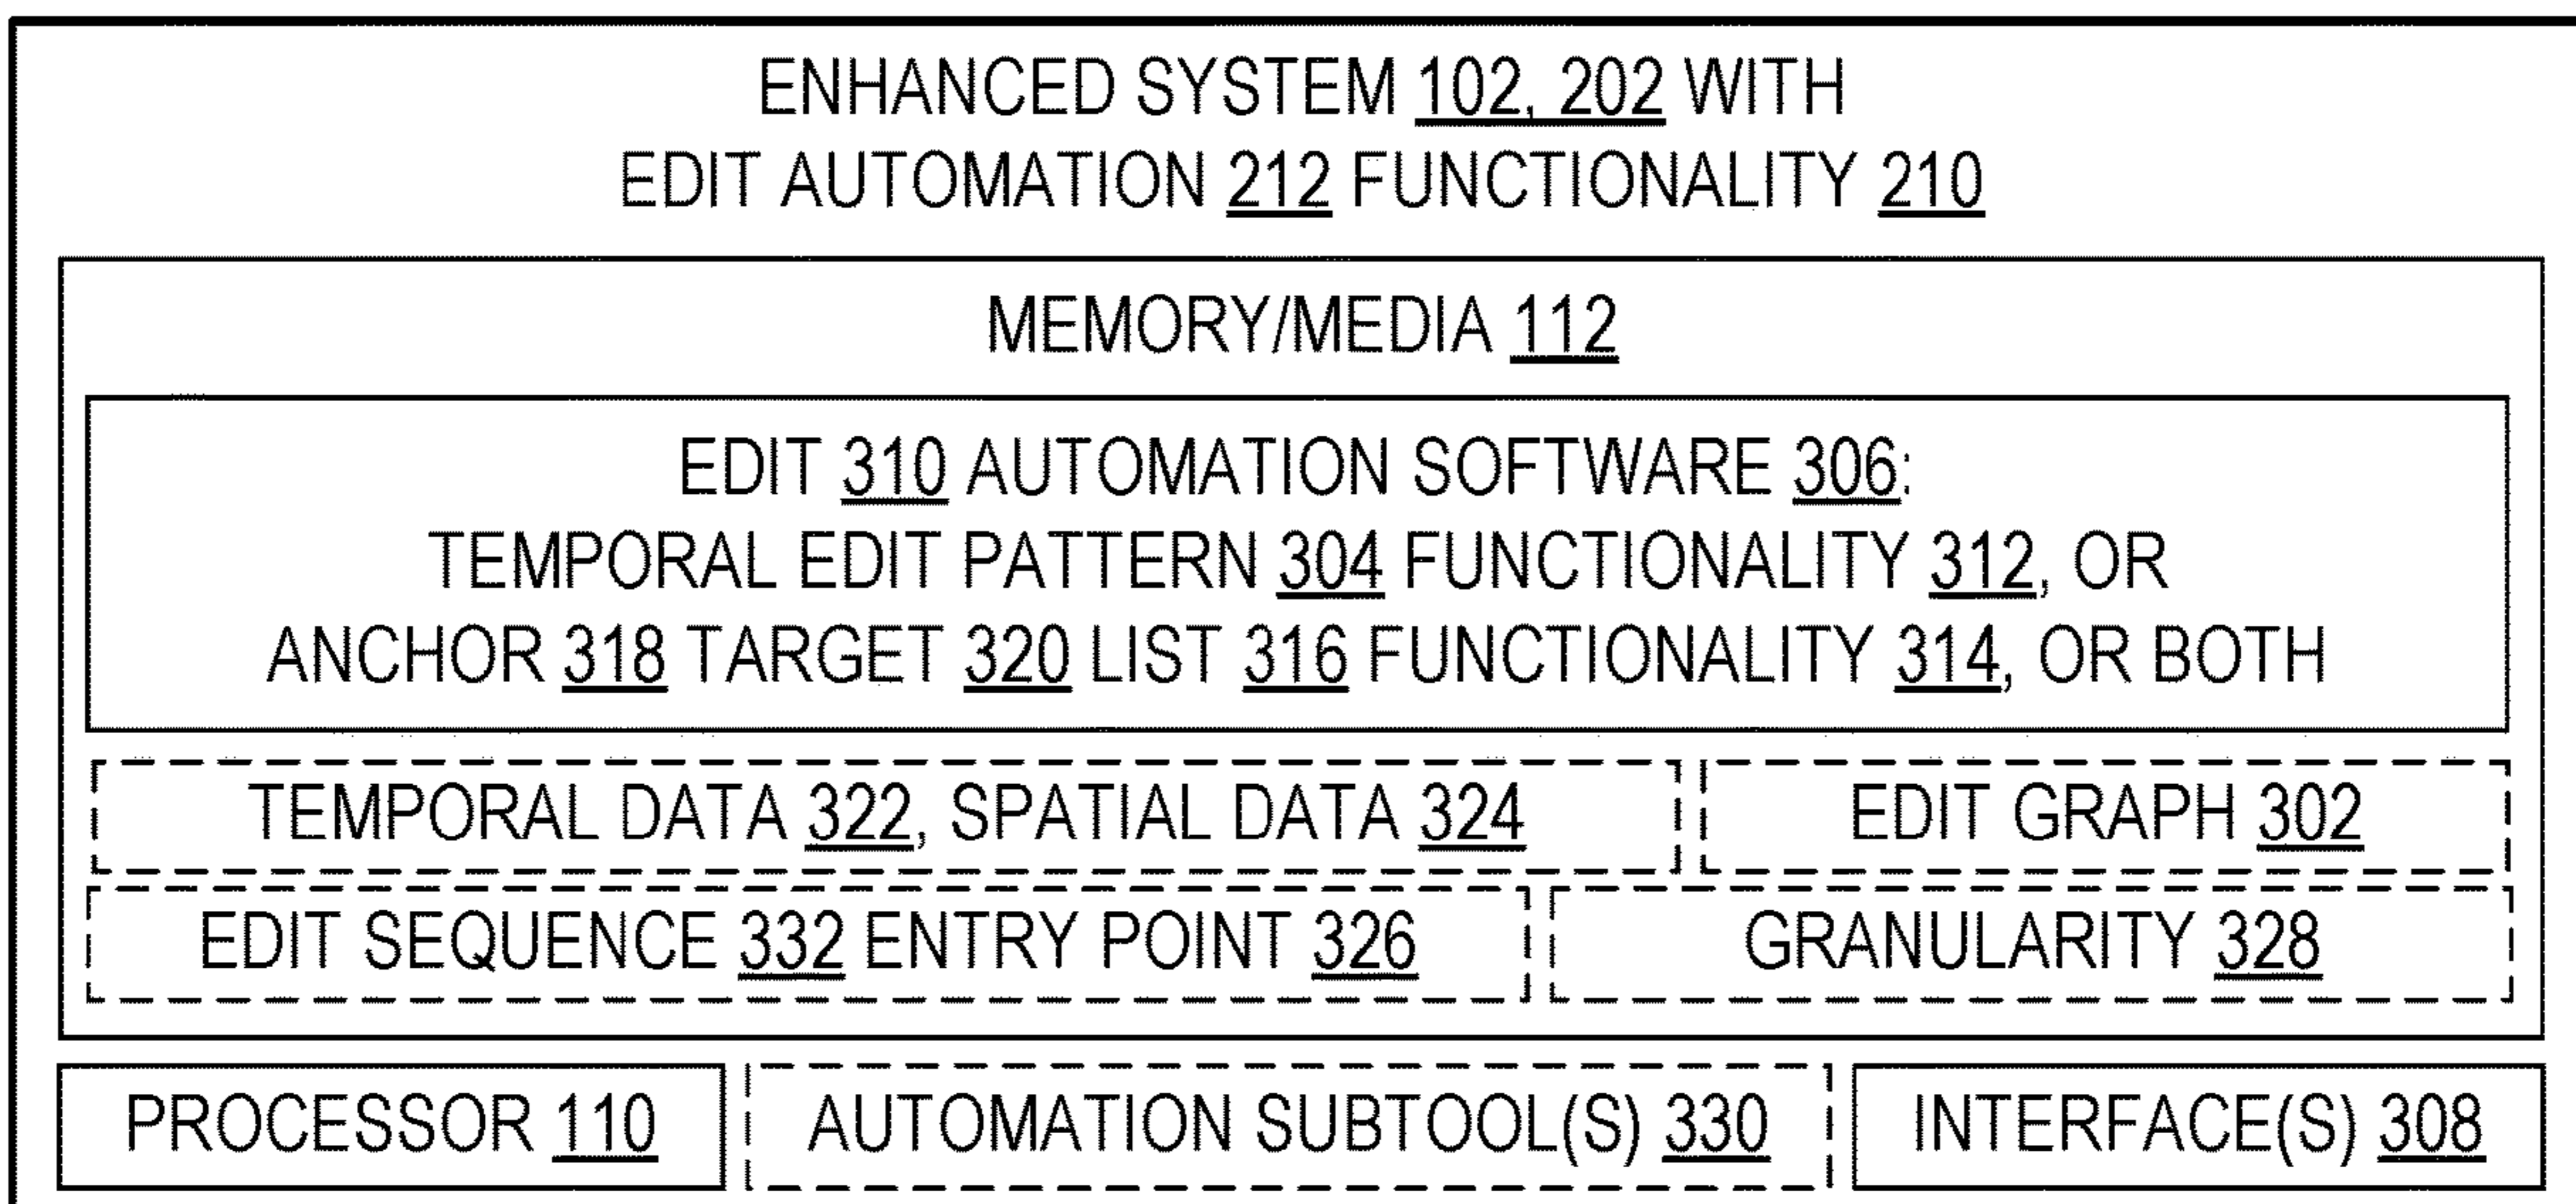 ENHANCED SYSTEM 102, 202 WITH
EDIT AUTOMATION 212 FUNCTIONALITY 210
MEMORY/MEDIA 112
EDIT 310 AUTOMATION SOFTWARE 306:
TEMPORAL EDIT PATTERN 304 FUNCTIONALITY 312, OR
ANCHOR 318 TARGET 320 LIST 316 FUNCTIONALITY 314, OR BOTH
TEMPORAL DATA 322, SPATIAL DATA 324
EDIT GRAPH 302
EDIT SEQUENCE 332 ENTRY POINT 326
GRANULARITY 328
PROCESSOR 110
AUTOMATION SUBTOOL(S) 330
INTERFACE(S) 308